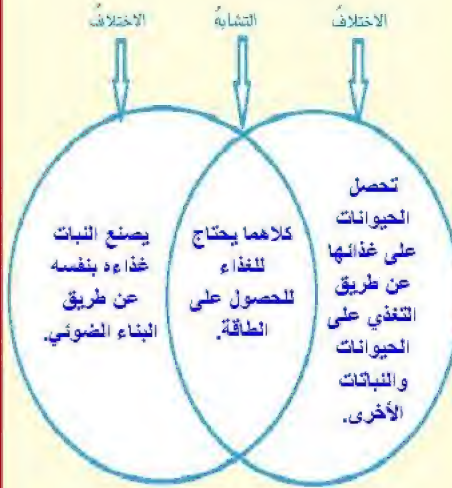 الاختلافُ
التشابهُ
الاختلافُ
تحصل
الحيوانات
على غذائها
عن طريق
التغذي على
الحيوانات
والنباتات
الأخرى.
كلاهما يحتاج
للغذاء
للحصول على
الطاقة.
يصنع النبات
غذاءه بنفسه
عن طريق
البناء الضوئي.